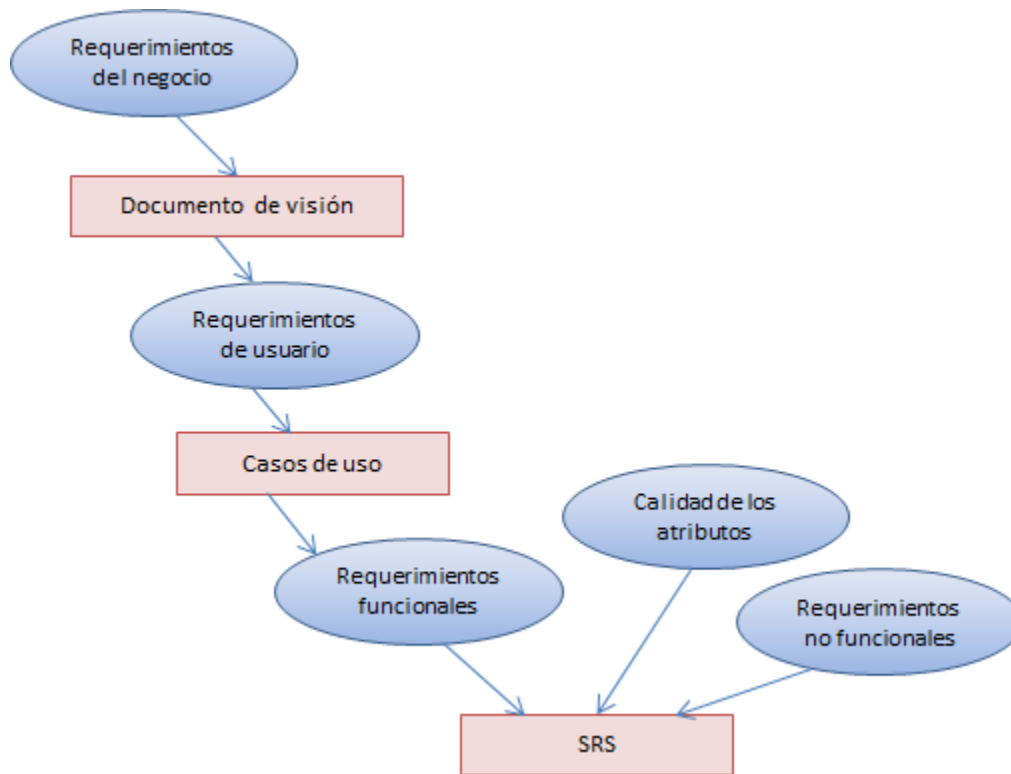 Requerimientos
del negocio
Documento de visión
Requerimientos
de usuario
Casos de uso
Calidad de los
atributos
Requerimientos
funcionales
Requerimientos
no funcionales
SRS